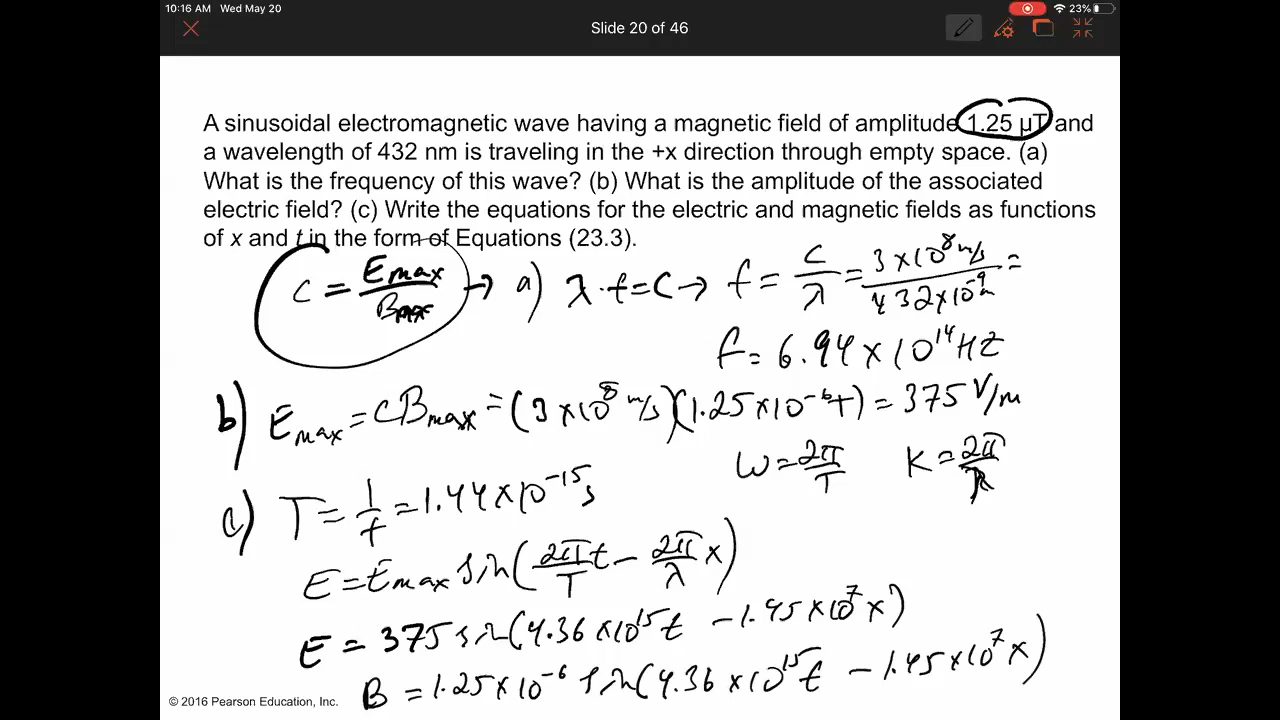 10:16 AM Wed May 20
23%
Slide 20 of 46
A sinusoidal electromagnetic wave having a magnetic field of amplitude 1.25 μT and
a wavelength of 432 nm is traveling in the +x direction through empty space. (a)
What is the frequency of this wave? (b) What is the amplitude of the associated
electric field? (c) Write the equations for the electric and magnetic fields as functions
of x and t in the form of Equations (23.3).
c = Emax/Bmax → a) λ·f=c → f = c/λ = 3×10⁸ m/s / 432×10⁻⁹ m =
f = 6.94 × 10¹⁴ Hz
b) Emax = cBmax = (3×10⁸ m/s)(1.25×10⁻⁶ T) = 375 V/m
ω = 2π/T K = 2π/λ
c) T = 1/f = 1.44×10⁻¹⁵ s
E = Emax sin(2π/T t − 2π/λ x)
E = 375 sin(4.36×10¹⁵ t − 1.45×10⁷ x)
B = 1.25×10⁻⁶ sin(4.36×10¹⁵ t − 1.45×10⁷ x)
© 2016 Pearson Education, Inc.